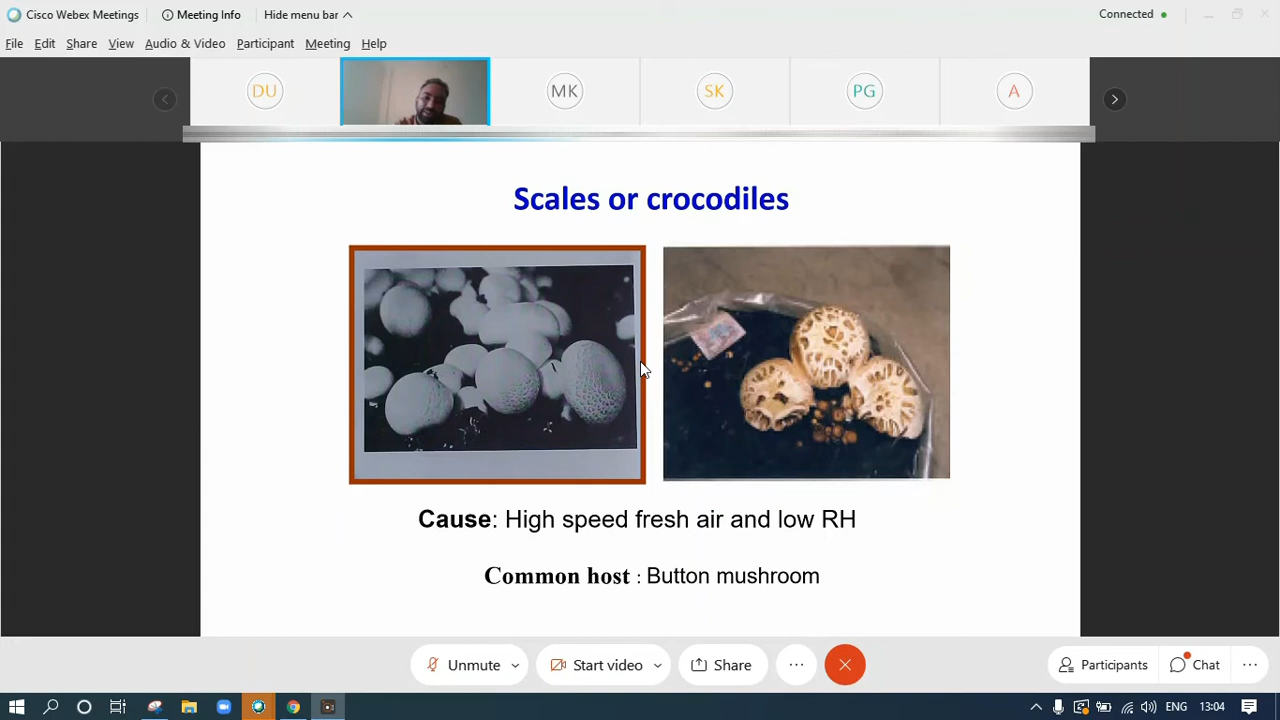 Cisco Webex Meetings
Meeting Info
Hide menu bar
Connected
File Edit Share View Audio & Video Participant Meeting Help
DU MK SK PG A
Scales or crocodiles
Cause: High speed fresh air and low RH
Common host : Button mushroom
Unmute
Start video
Share
Participants
Chat
ENG
13:04